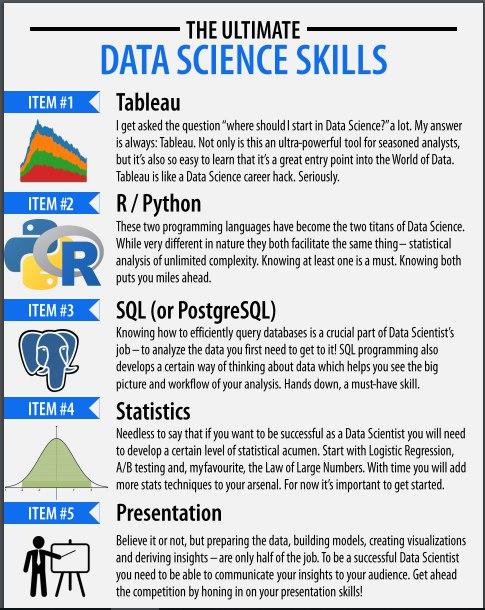 THE ULTIMATE
DATA SCIENCE SKILLS
ITEM #1
Tableau
I get asked the question “where should I start in Data Science?” a lot. My answer
is always: Tableau. Not only is this an ultra-powerful tool for seasoned analysts,
but it’s also so easy to learn that it’s a great entry point into the World of Data.
Tableau is like a Data Science career hack. Seriously.
ITEM #2
R / Python
R
These two programming languages have become the two titans of Data Science.
While very different in nature they both facilitate the same thing – statistical
analysis of unlimited complexity. Knowing at least one is a must. Knowing both
puts you miles ahead.
ITEM #3
SQL (or PostgreSQL)
Knowing how to efficiently query databases is a crucial part of Data Scientist’s
job – to analyze the data you first need to get to it! SQL programming also
develops a certain way of thinking about data which helps you see the big
picture and workflow of your analysis. Hands down, a must-have skill.
ITEM #4
Statistics
Needless to say that if you want to be successful as a Data Scientist you will need
to develop a certain level of statistical acumen. Start with Logistic Regression,
A/B testing and, my favourite, the Law of Large Numbers. With time you will add
more stats techniques to your arsenal. For now it’s important to get started.
ITEM #5
Presentation
Believe it or not, but preparing the data, building models, creating visualizations
and deriving insights – are only half of the job. To be a successful Data Scientist
you need to be able to communicate your insights to your audience. Get ahead
the competition by honing in on your presentation skills!